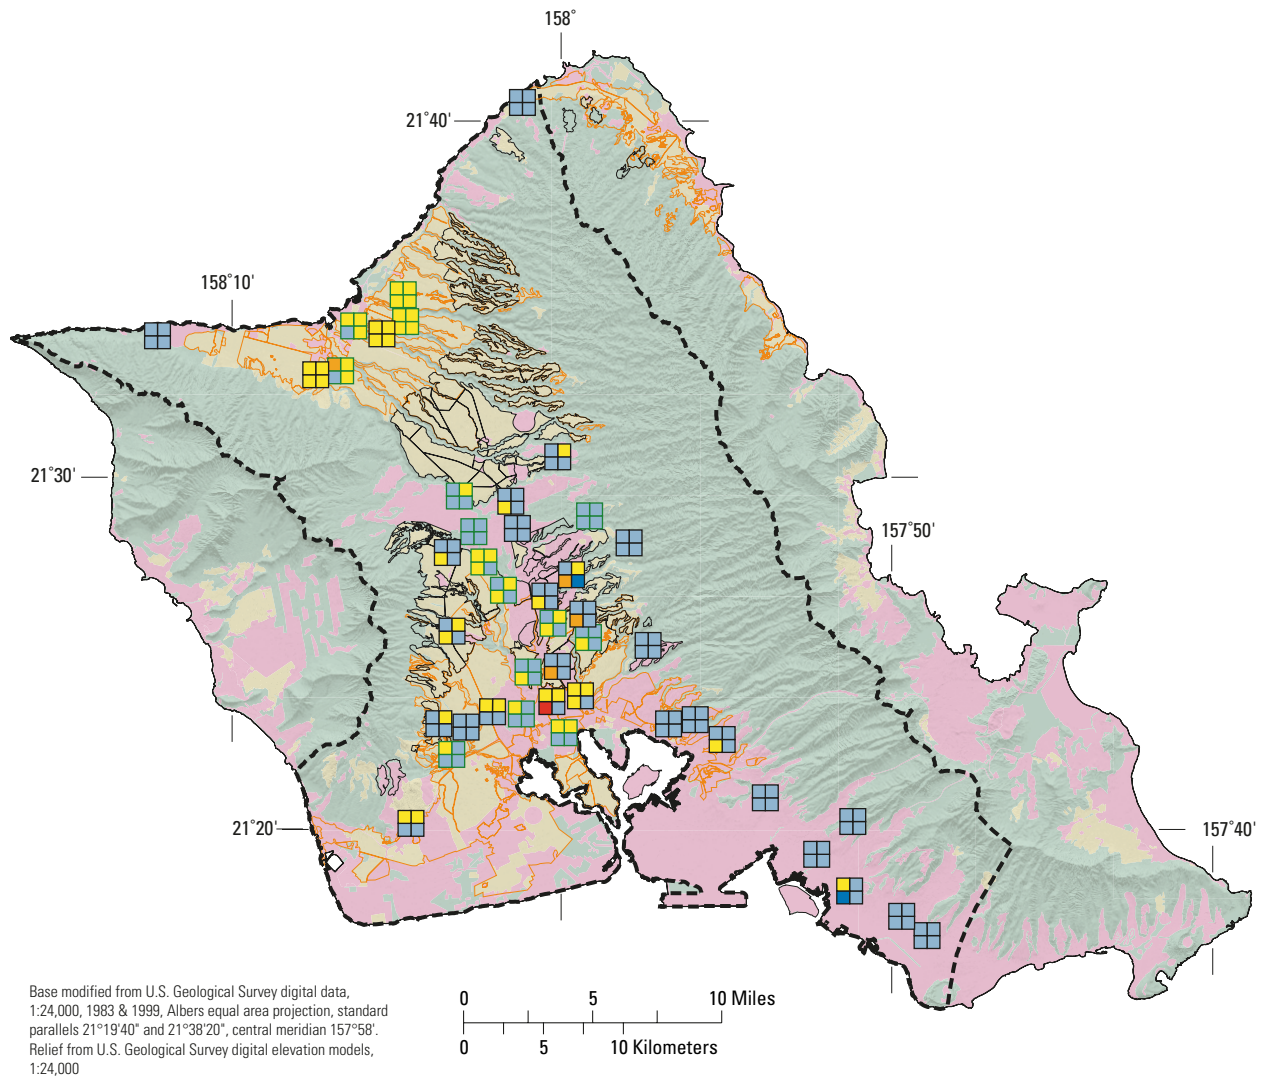 158°
21°40'
158°10'
21°30'
157°50'
21°20'
157°40'
Base modified from U.S. Geological Survey digital data,
1:24,000, 1983 & 1999, Albers equal area projection, standard
parallels 21°19'40" and 21°38'20", central meridian 157°58'.
Relief from U.S. Geological Survey digital elevation models,
1:24,000
0 5 10 Miles
0 5 10 Kilometers